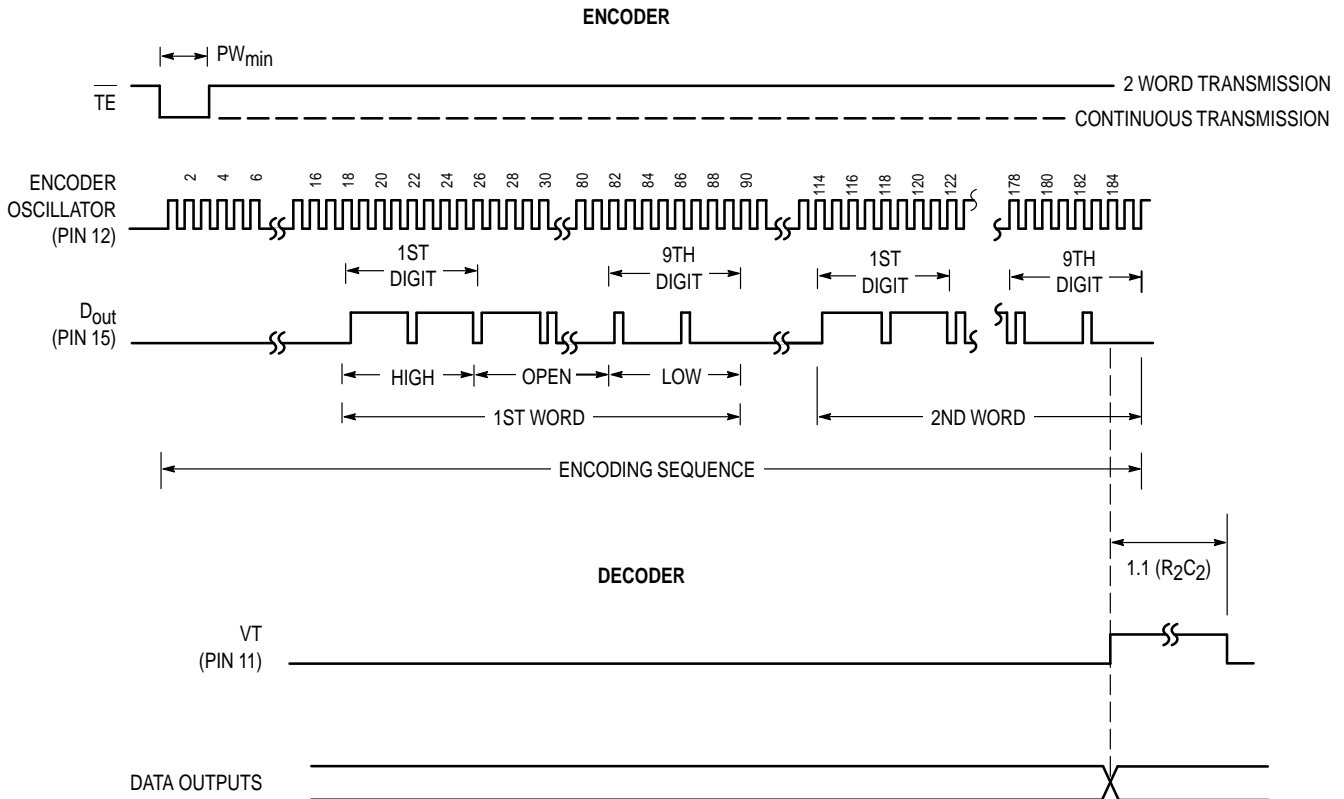 ENCODER
PWmin
TE
2 WORD TRANSMISSION
CONTINUOUS TRANSMISSION
ENCODER
OSCILLATOR
(PIN 12)
2 4 6 16 18 20 22 24 26 28 30 80 82 84 86 88 90 114 116 118 120 122 178 180 182 184
1ST
DIGIT
9TH
DIGIT
1ST
DIGIT
9TH
DIGIT
Dout
(PIN 15)
HIGH OPEN LOW
1ST WORD 2ND WORD
ENCODING SEQUENCE
1.1 (R2C2)
DECODER
VT
(PIN 11)
DATA OUTPUTS